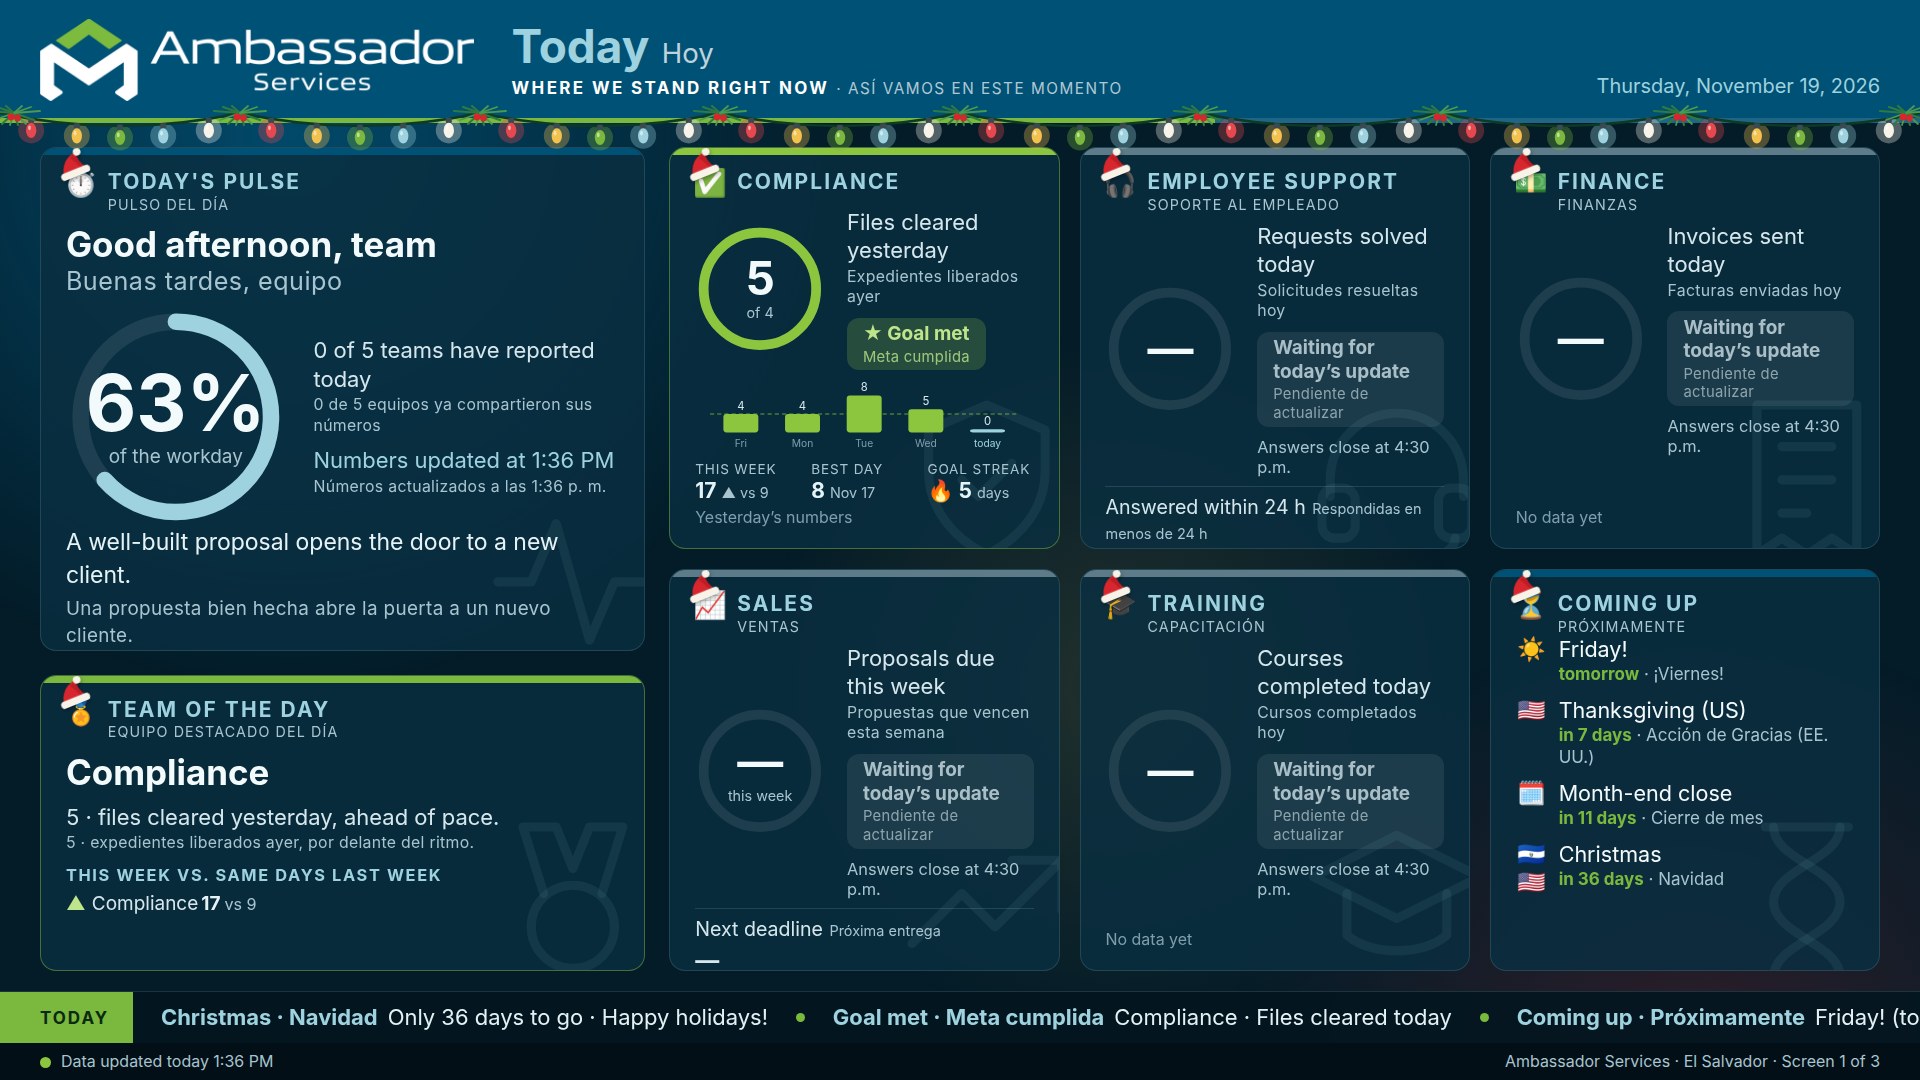 Ambassador
Services
Today Hoy
WHERE WE STAND RIGHT NOW · ASÍ VAMOS EN ESTE MOMENTO
Thursday, November 19, 2026
TODAY'S PULSE
PULSO DEL DÍA
Good afternoon, team
Buenas tardes, equipo
63%
of the workday
0 of 5 teams have reported
today
0 de 5 equipos ya compartieron sus
números
Numbers updated at 1:36 PM
Números actualizados a las 1:36 p. m.
A well-built proposal opens the door to a new
client.
Una propuesta bien hecha abre la puerta a un nuevo
cliente.
TEAM OF THE DAY
EQUIPO DESTACADO DEL DÍA
Compliance
5 · files cleared yesterday, ahead of pace.
5 · expedientes liberados ayer, por delante del ritmo.
THIS WEEK VS. SAME DAYS LAST WEEK
▲ Compliance 17 vs 9
COMPLIANCE
5
of 4
Files cleared
yesterday
Expedientes liberados
ayer
★ Goal met
Meta cumplida
4 4 8 5 0
Fri Mon Tue Wed today
THIS WEEK BEST DAY GOAL STREAK
17 ▲ vs 9 8 Nov 17 🔥 5 days
Yesterday’s numbers
EMPLOYEE SUPPORT
SOPORTE AL EMPLEADO
—
Requests solved
today
Solicitudes resueltas
hoy
Waiting for
today’s update
Pendiente de
actualizar
Answers close at 4:30
p.m.
Answered within 24 h Respondidas en
menos de 24 h
FINANCE
FINANZAS
—
Invoices sent
today
Facturas enviadas hoy
Waiting for
today’s update
Pendiente de
actualizar
Answers close at 4:30
p.m.
No data yet
SALES
VENTAS
—
this week
Proposals due
this week
Propuestas que vencen
esta semana
Waiting for
today’s update
Pendiente de
actualizar
Answers close at 4:30
p.m.
Next deadline Próxima entrega
—
TRAINING
CAPACITACIÓN
—
Courses
completed today
Cursos completados
hoy
Waiting for
today’s update
Pendiente de
actualizar
Answers close at 4:30
p.m.
No data yet
COMING UP
PRÓXIMAMENTE
Friday!
tomorrow · ¡Viernes!
Thanksgiving (US)
in 7 days · Acción de Gracias (EE.
UU.)
Month-end close
in 11 days · Cierre de mes
Christmas
in 36 days · Navidad
TODAY
Christmas · Navidad Only 36 days to go · Happy holidays! • Goal met · Meta cumplida Compliance · Files cleared today • Coming up · Próximamente Friday! (to
Data updated today 1:36 PM
Ambassador Services · El Salvador · Screen 1 of 3